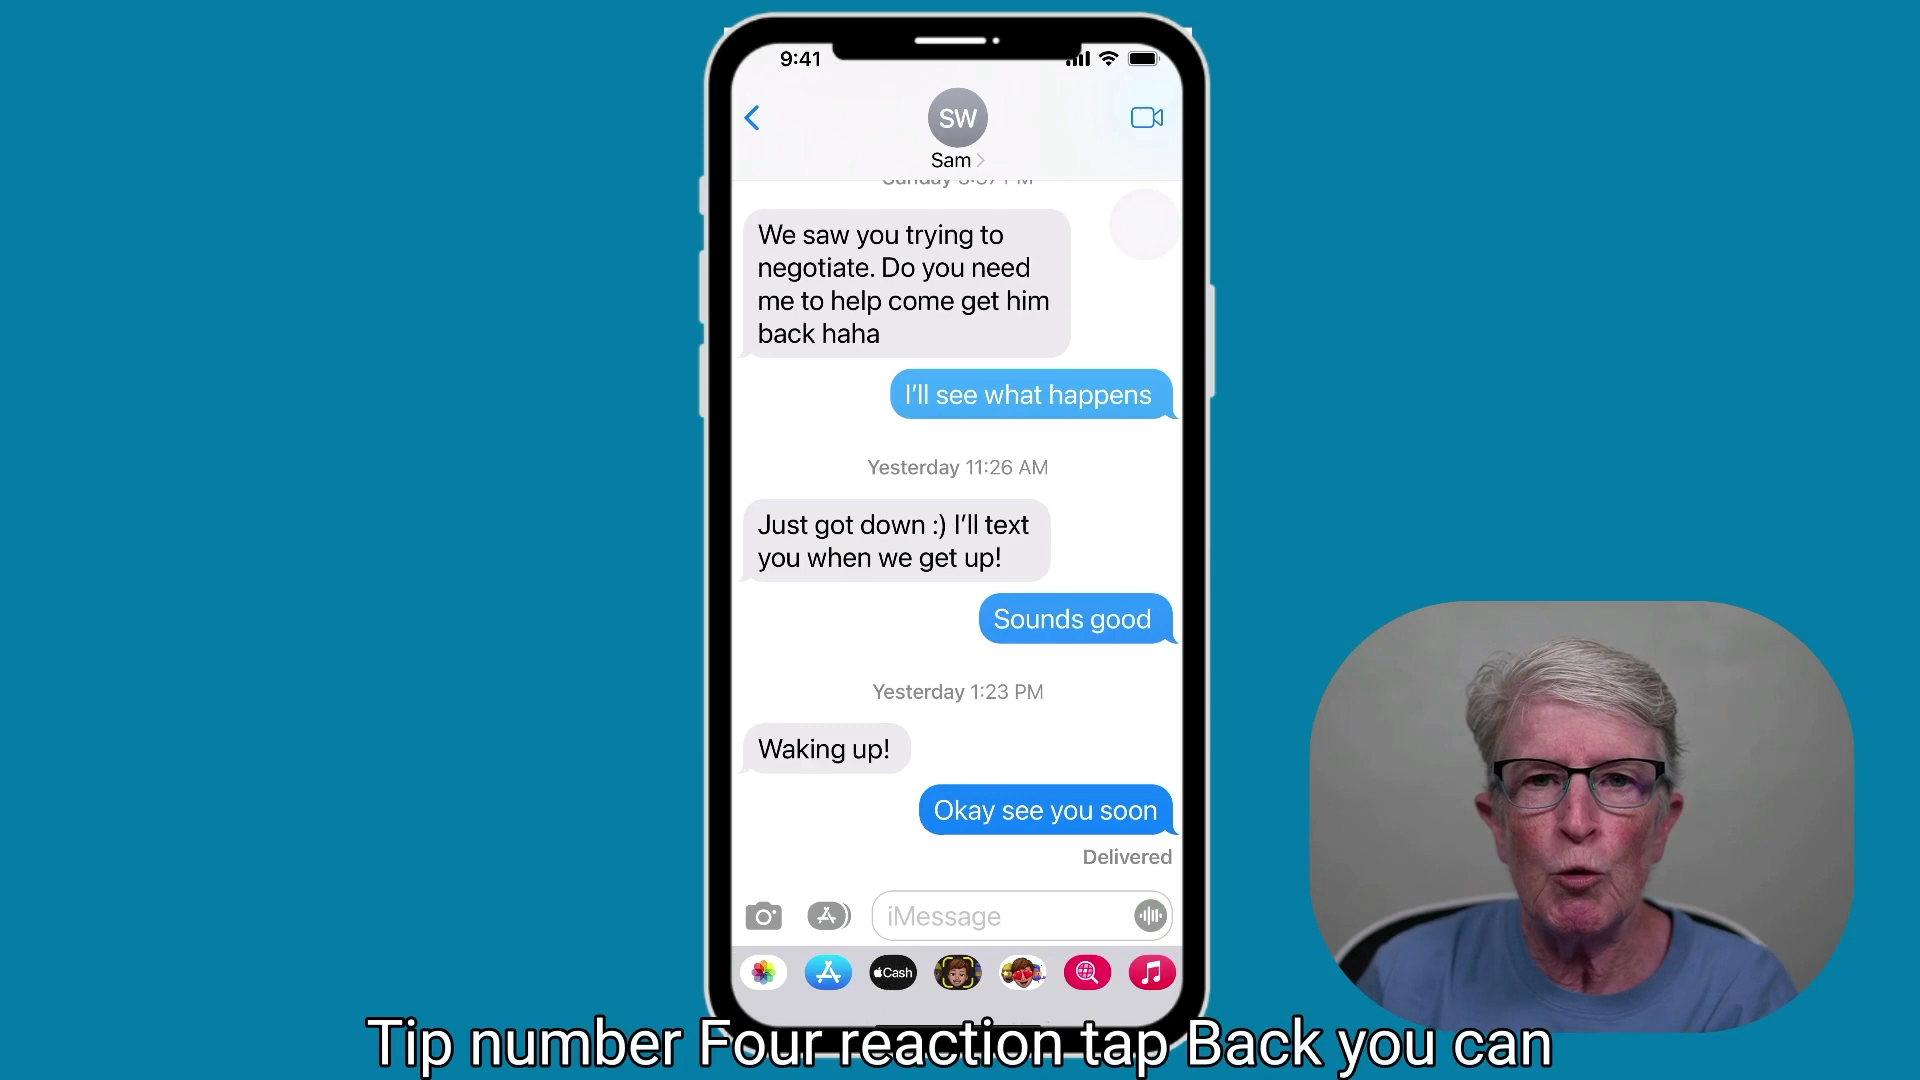 9:41
SW
Sam
We saw you trying to
negotiate. Do you need
me to help come get him
back haha
I'll see what happens
Yesterday 11:26 AM
Just got down :) I'll text
you when we get up!
Sounds good
Yesterday 1:23 PM
Waking up!
Okay see you soon
Delivered
iMessage
Cash
Tip number Four reaction tap Back you can